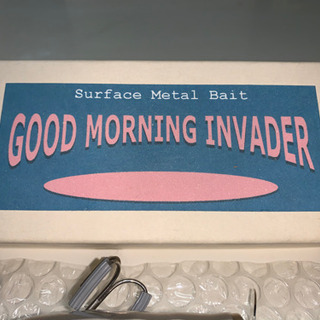 Surface Metal Bait
GOOD MORNING INVADER